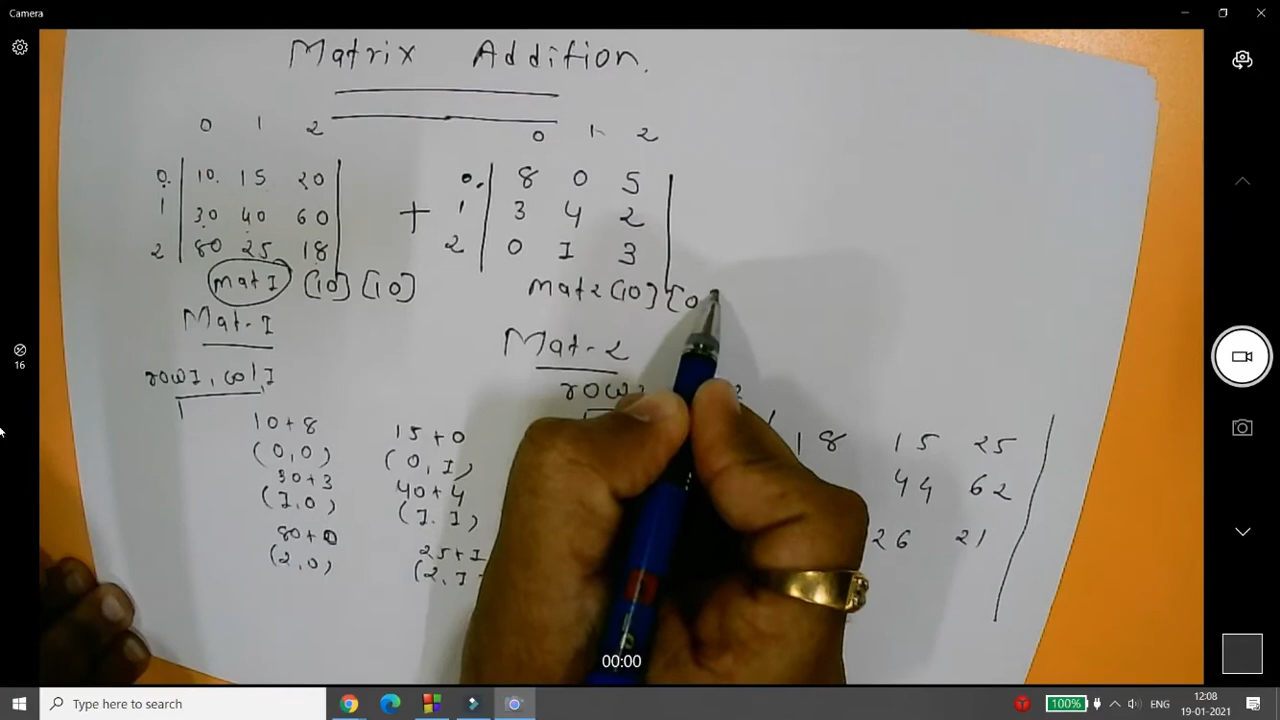 Camera
Matrix Addition.
0 1 2
0 1 2
0. 10. 15 20
1 30 40 60
2 80 25 18
+
0. 8 0 5
1 3 4 2
2 0 1 3
mat1 [10] [10]
mat2 [10] [0
Mat-1
Mat-2
row1, col1
row
10+8 15+0
(0,0) (0,1)
30+3 40+4
(1,0) (1.1)
80+0 25+1
(2,0) (2,1
18 15 25
44 62
26 21
16
00:00
Type here to search
100%
ENG
12:08
19-01-2021